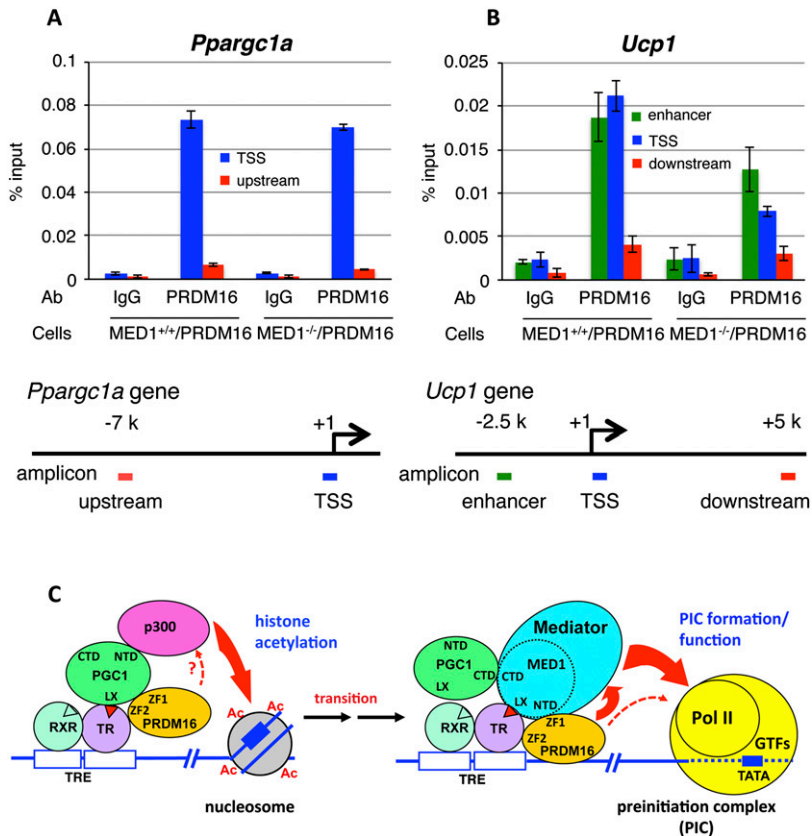 A
Ppargc1a
0.1
0.08
0.06
0.04
0.02
0
% input
TSS
upstream
Ab
IgG PRDM16 IgG PRDM16
Cells
MED1+/+/PRDM16 MED1-/-/PRDM16
B
Ucp1
0.025
0.02
0.015
0.01
0.005
0
% input
enhancer
TSS
downstream
Ab
IgG PRDM16 IgG PRDM16
Cells
MED1+/+/PRDM16 MED1-/-/PRDM16
Ppargc1a gene
-7 k +1
amplicon
upstream TSS
Ucp1 gene
-2.5 k +1 +5 k
amplicon
enhancer TSS downstream
C
p300
histone
acetylation
CTD NTD
PGC1
LX
?
ZF1
ZF2
PRDM16
RXR
TR
TRE
Ac
Ac
Ac
Ac
nucleosome
transition
Mediator
MED1
NTD
PGC1
CTD
LX
CTD
LX
NTD
ZF1
ZF2
PRDM16
RXR
TR
TRE
PIC formation/
function
Pol II
GTFs
TATA
preinitiation complex
(PIC)